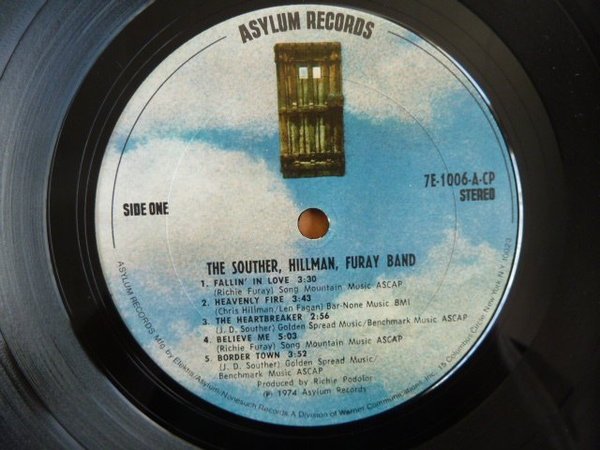 ASYLUM RECORDS
7E-1006-A-CP
STEREO
SIDE ONE
THE SOUTHER, HILLMAN, FURAY BAND
1. FALLIN' IN LOVE 3:30
(Richie Furay) Song Mountain Music ASCAP
2. HEAVENLY FIRE 3:43
(Chris Hillman/Len Fagan) Bar-None Music BMI
3. THE HEARTBREAKER 2:56
(J. D. Souther) Golden Spread Music/Benchmark Music ASCAP
4. BELIEVE ME 5:03
(Richie Furay) Song Mountain Music ASCAP
5. BORDER TOWN 3:52
(J. D. Souther) Golden Spread Music/
Benchmark Music ASCAP
Produced by Richie Podolor
℗ 1974 Asylum Records
ASYLUM RECORDS Mfg by Elektra/Asylum/Nonesuch Records A Division of Warner Communications Inc. 15 Columbus Circle New York NY 10023